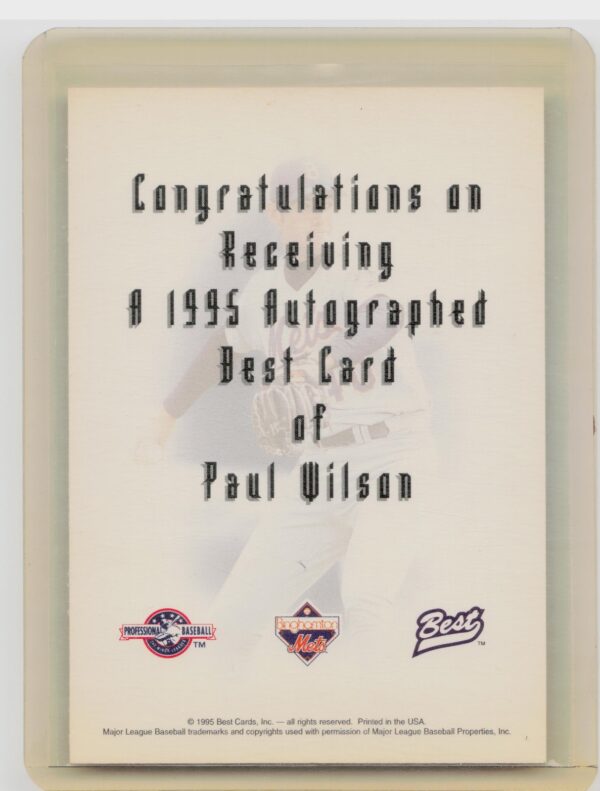 Congratulations on
Receiving
A 1995 Autographed
Best Card
of
Paul Wilson
PROFESSIONAL BASEBALL
TM
Binghamton
Mets
Best
TM
© 1995 Best Cards, Inc. — all rights reserved. Printed in the USA.
Major League Baseball trademarks and copyrights used with permission of Major League Baseball Properties, Inc.